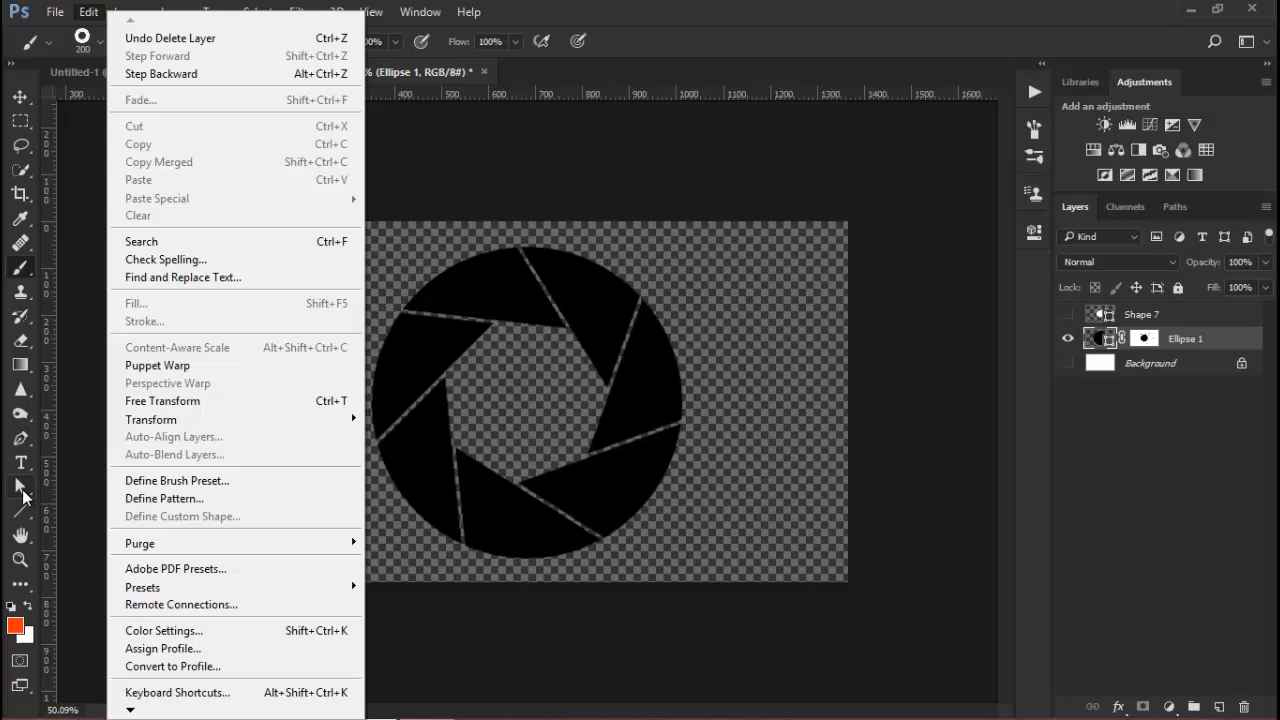 Ps File Edit View Window Help
200 Flow: 100%
Untitled-1 % (Ellipse 1, RGB/8#) *
300 400 500 600 700 800 900 1000 1100 1200 1300 1400 1500 1600
Undo Delete Layer Ctrl+Z
Step Forward Shift+Ctrl+Z
Step Backward Alt+Ctrl+Z
Fade... Shift+Ctrl+F
Cut Ctrl+X
Copy Ctrl+C
Copy Merged Shift+Ctrl+C
Paste Ctrl+V
Paste Special
Clear
Search Ctrl+F
Check Spelling...
Find and Replace Text...
Fill... Shift+F5
Stroke...
Content-Aware Scale Alt+Shift+Ctrl+C
Puppet Warp
Perspective Warp
Free Transform Ctrl+T
Transform
Auto-Align Layers...
Auto-Blend Layers...
Define Brush Preset...
Define Pattern...
Define Custom Shape...
Purge
Adobe PDF Presets...
Presets
Remote Connections...
Color Settings... Shift+Ctrl+K
Assign Profile...
Convert to Profile...
Keyboard Shortcuts... Alt+Shift+Ctrl+K
50.09%
Libraries Adjustments
Add an adjustment
Layers Channels Paths
Kind
Normal Opacity: 100%
Lock: Fill: 100%
Shape 7
Ellipse 1
Background